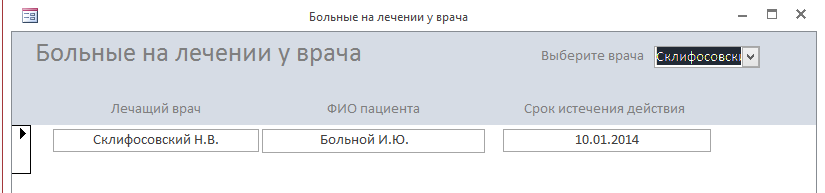 Больные на лечении у врача
Больные на лечении у врача
Выберите врача
Склифосовски
Лечащий врач ФИО пациента Срок истечения действия
Склифосовский Н.В. Больной И.Ю. 10.01.2014